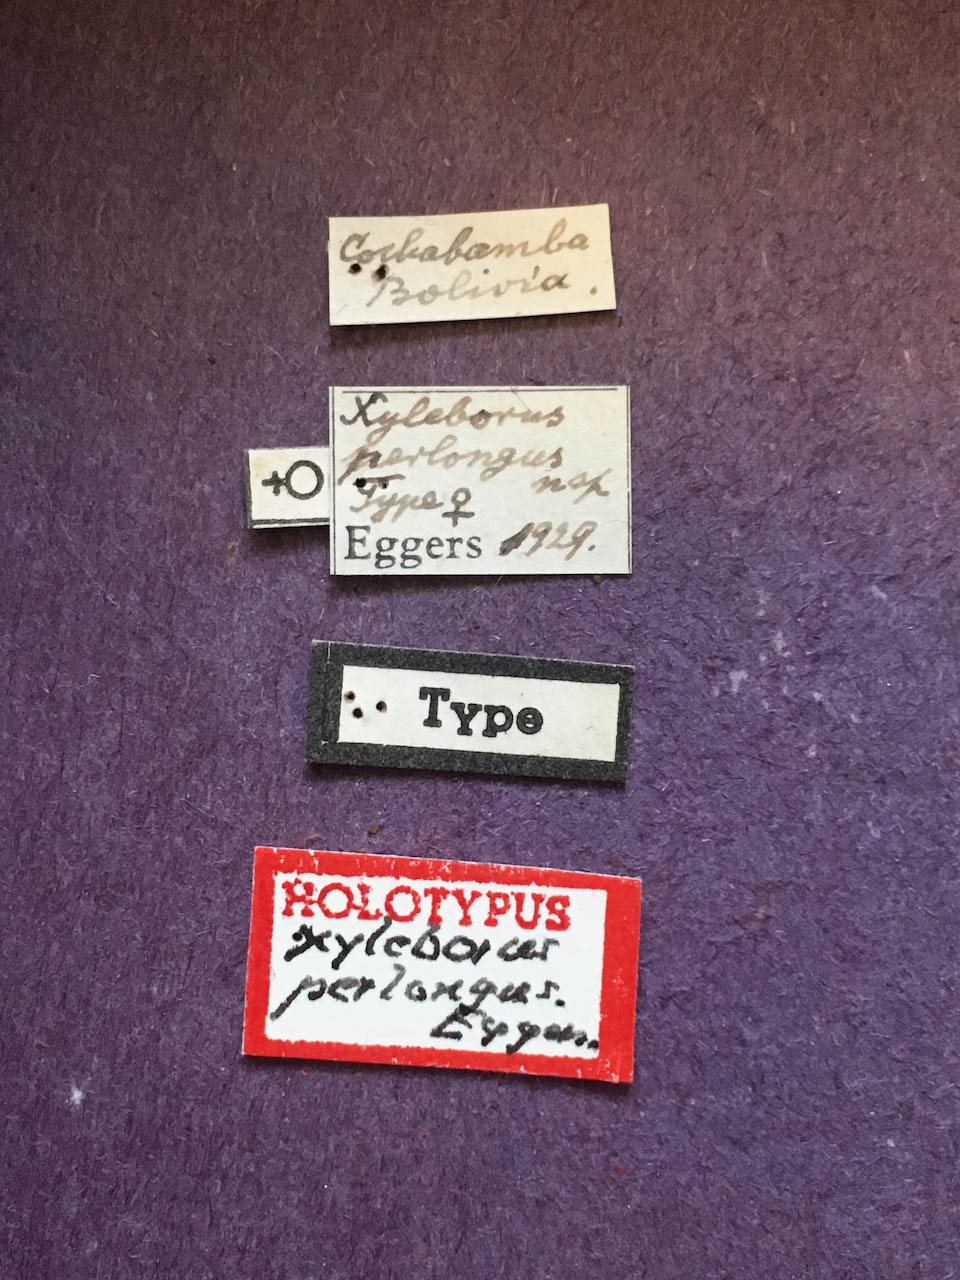 Cochabamba
Bolivia.
♀
Xyleborus
perlongus
nsp
Type ♀
Eggers 1929.
Type
HOLOTYPUS
xyleborus
perlongus.
Eggers.